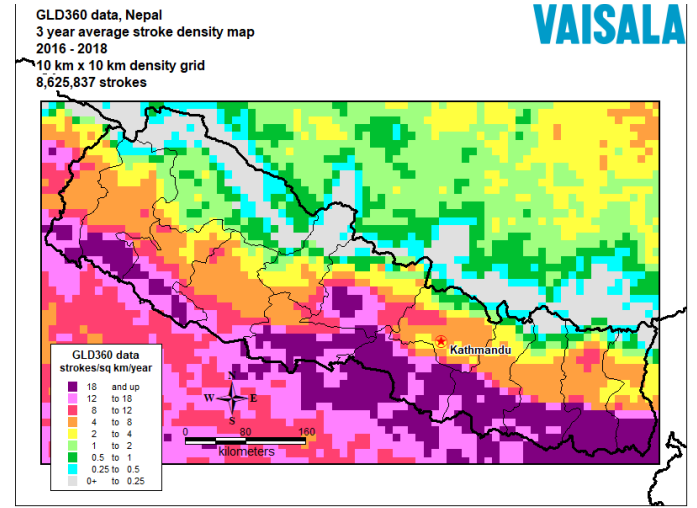 GLD360 data, Nepal
3 year average stroke density map
2016 - 2018
10 km x 10 km density grid
8,625,837 strokes
VAISALA
Kathmandu
GLD360 data
strokes/sq km/year
18 and up
12 to 18
8 to 12
4 to 8
2 to 4
1 to 2
0.5 to 1
0.25 to 0.5
0+ to 0.25
N
W E
S
0 80 160
kilometers